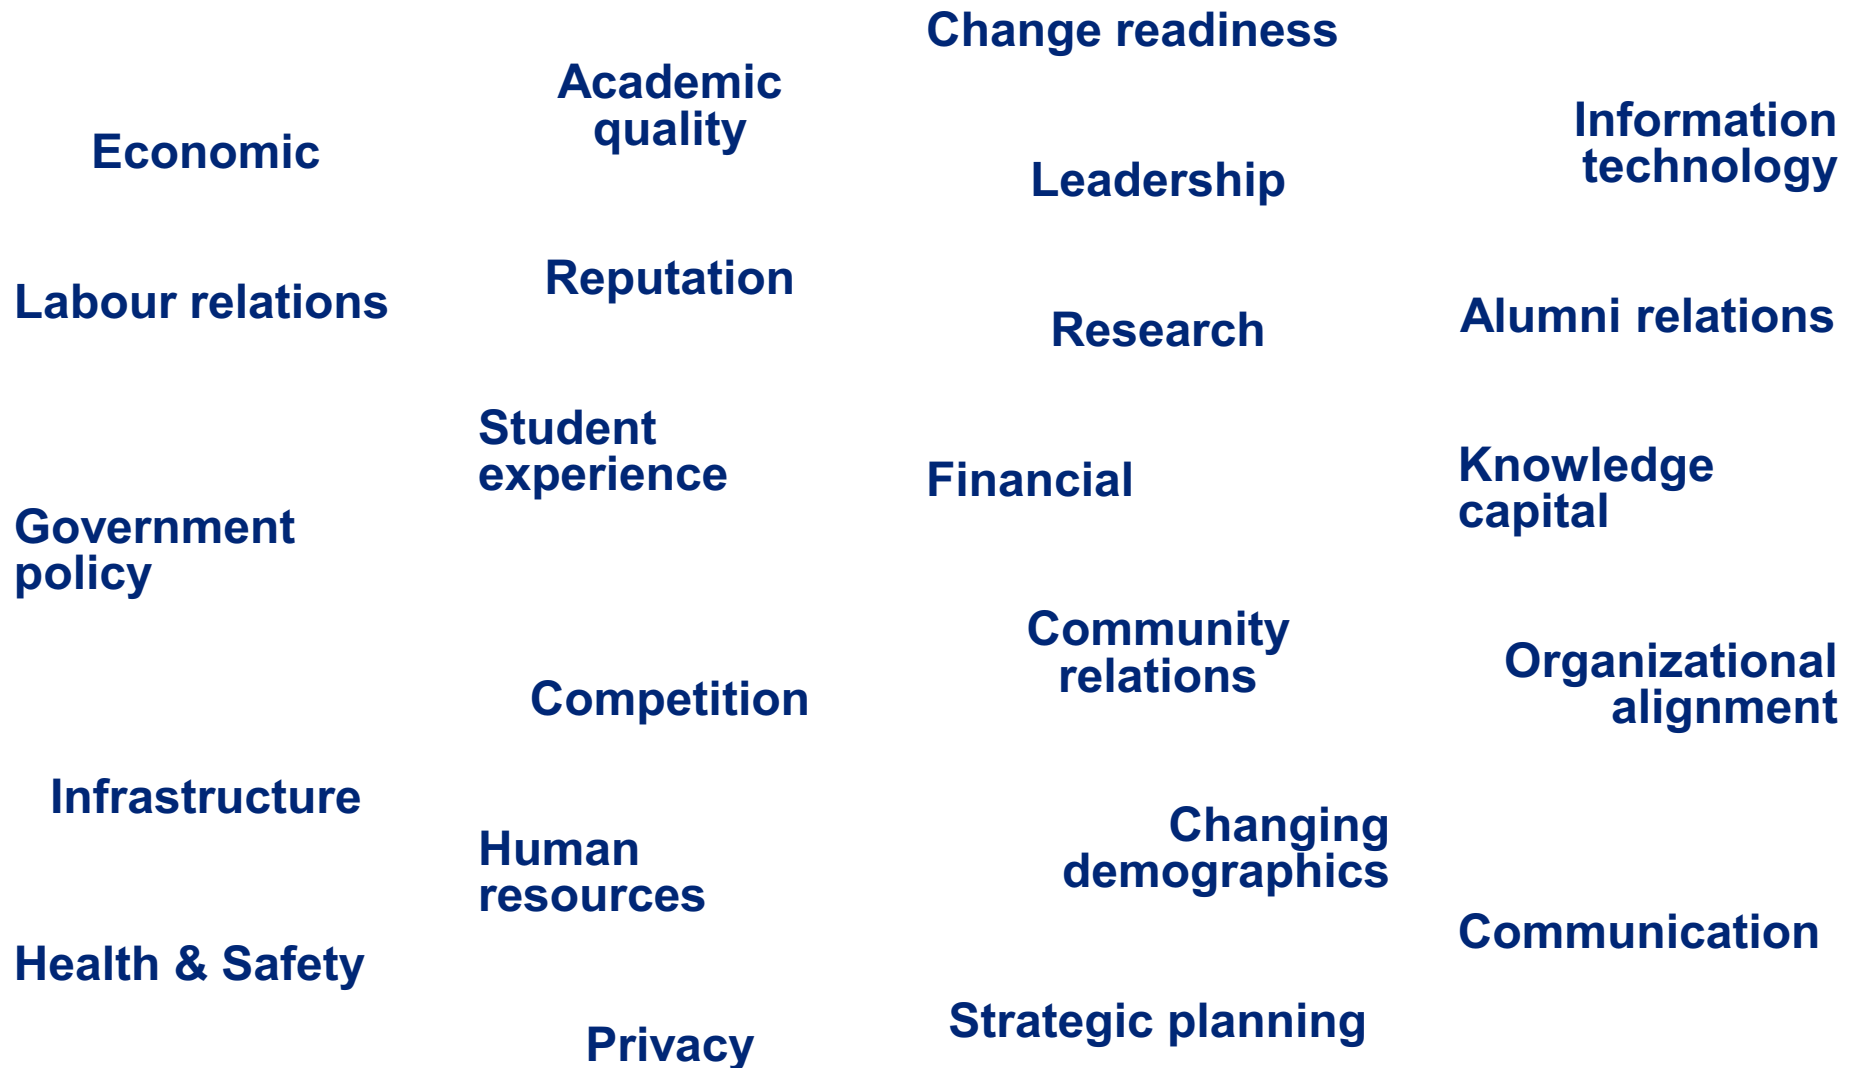 Economic
Labour relations
Government
policy
Infrastructure
Health & Safety
Academic
quality
Reputation
Student
experience
Competition
Human
resources
Privacy
Change readiness
Leadership
Research
Financial
Community
relations
Changing
demographics
Strategic planning
Information
technology
Alumni relations
Knowledge
capital
Organizational
alignment
Communication